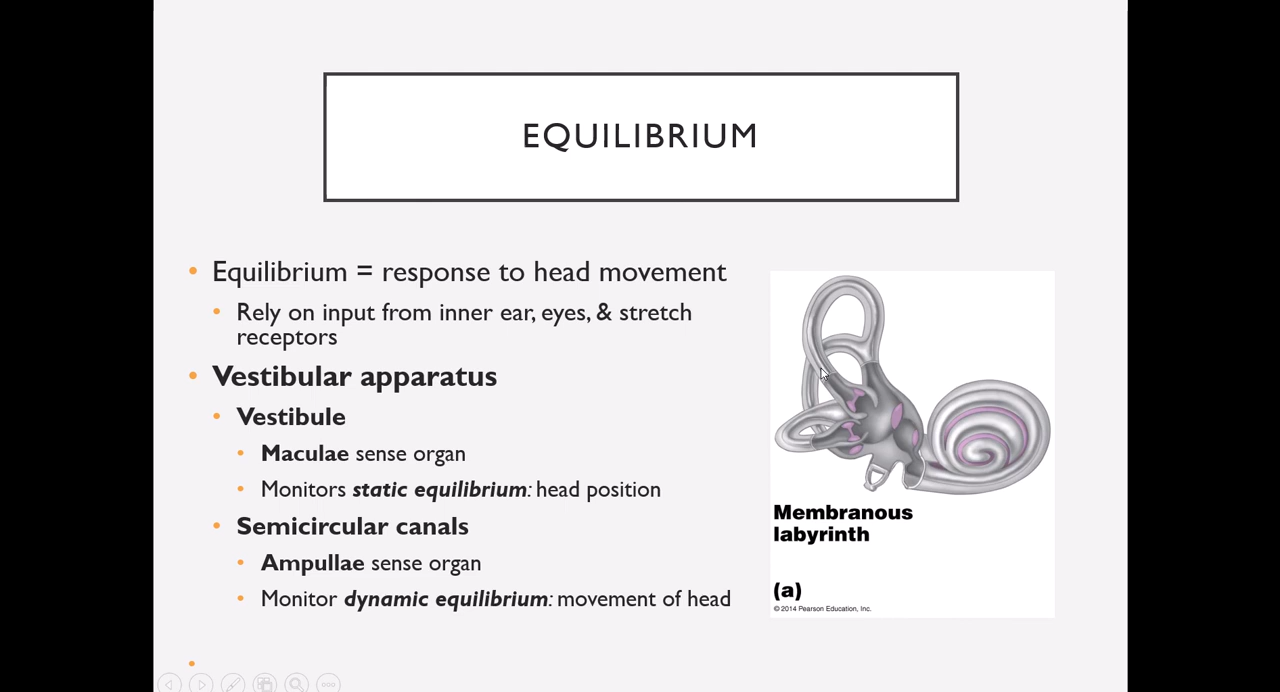 EQUILIBRIUM
Equilibrium = response to head movement
Rely on input from inner ear, eyes, & stretch
receptors
Vestibular apparatus
Vestibule
Maculae sense organ
Monitors static equilibrium: head position
Semicircular canals
Ampullae sense organ
Monitor dynamic equilibrium: movement of head
Membranous
labyrinth
(a)
© 2014 Pearson Education, Inc.